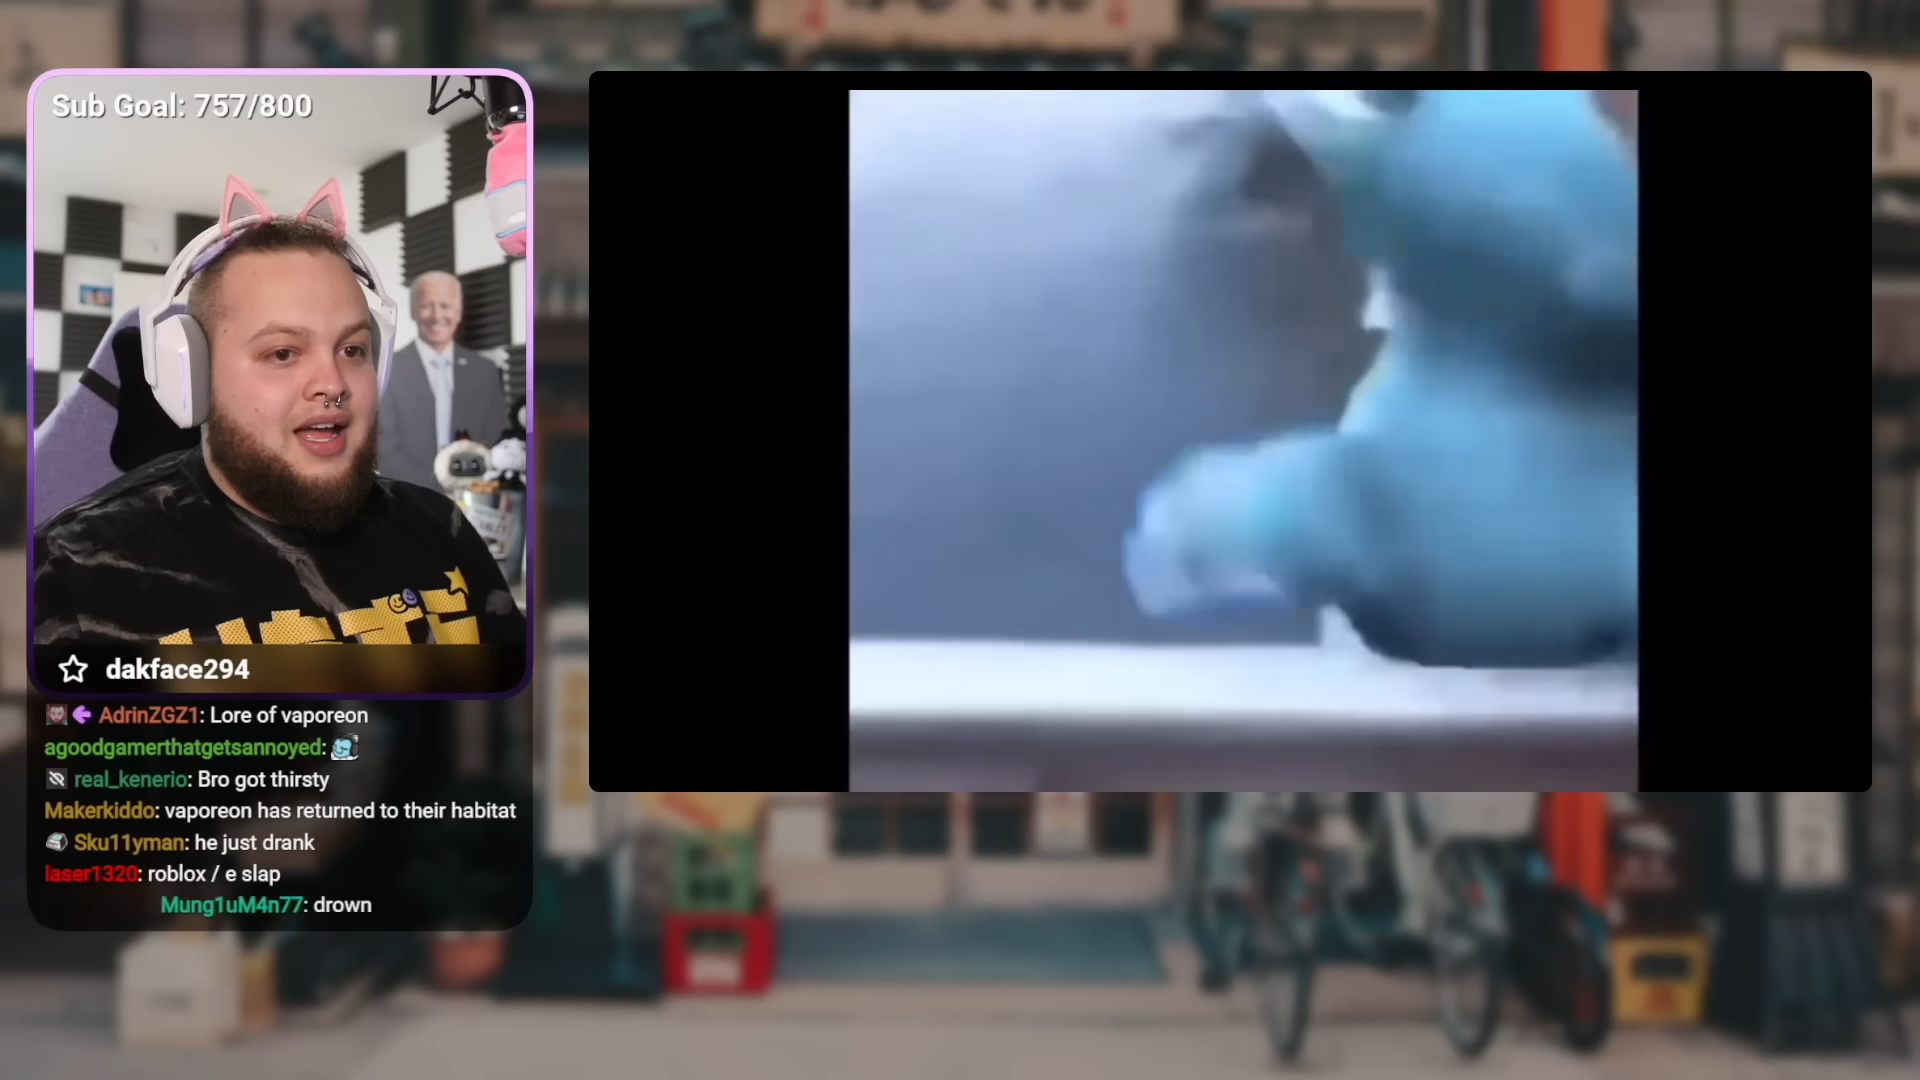 Sub Goal: 757/800
dakface294
AdrinZGZ1: Lore of vaporeon
agoodgamerthatgetsannoyed:
real_kenerio: Bro got thirsty
Makerkiddo: vaporeon has returned to their habitat
Sku11yman: he just drank
laser1320: roblox / e slap
Mung1uM4n77: drown